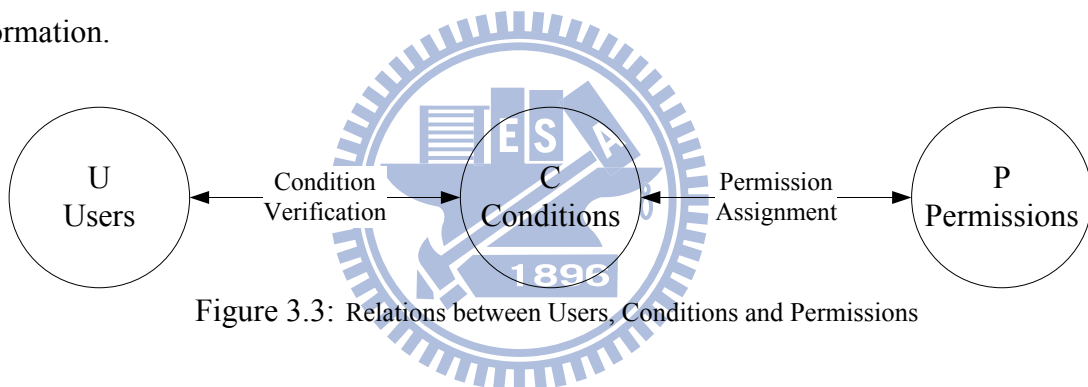 ormation.
U
Users
Condition
Verification
C
Conditions
Permission
Assignment
P
Permissions
E S A
1896
Figure 3.3: Relations between Users, Conditions and Permissions